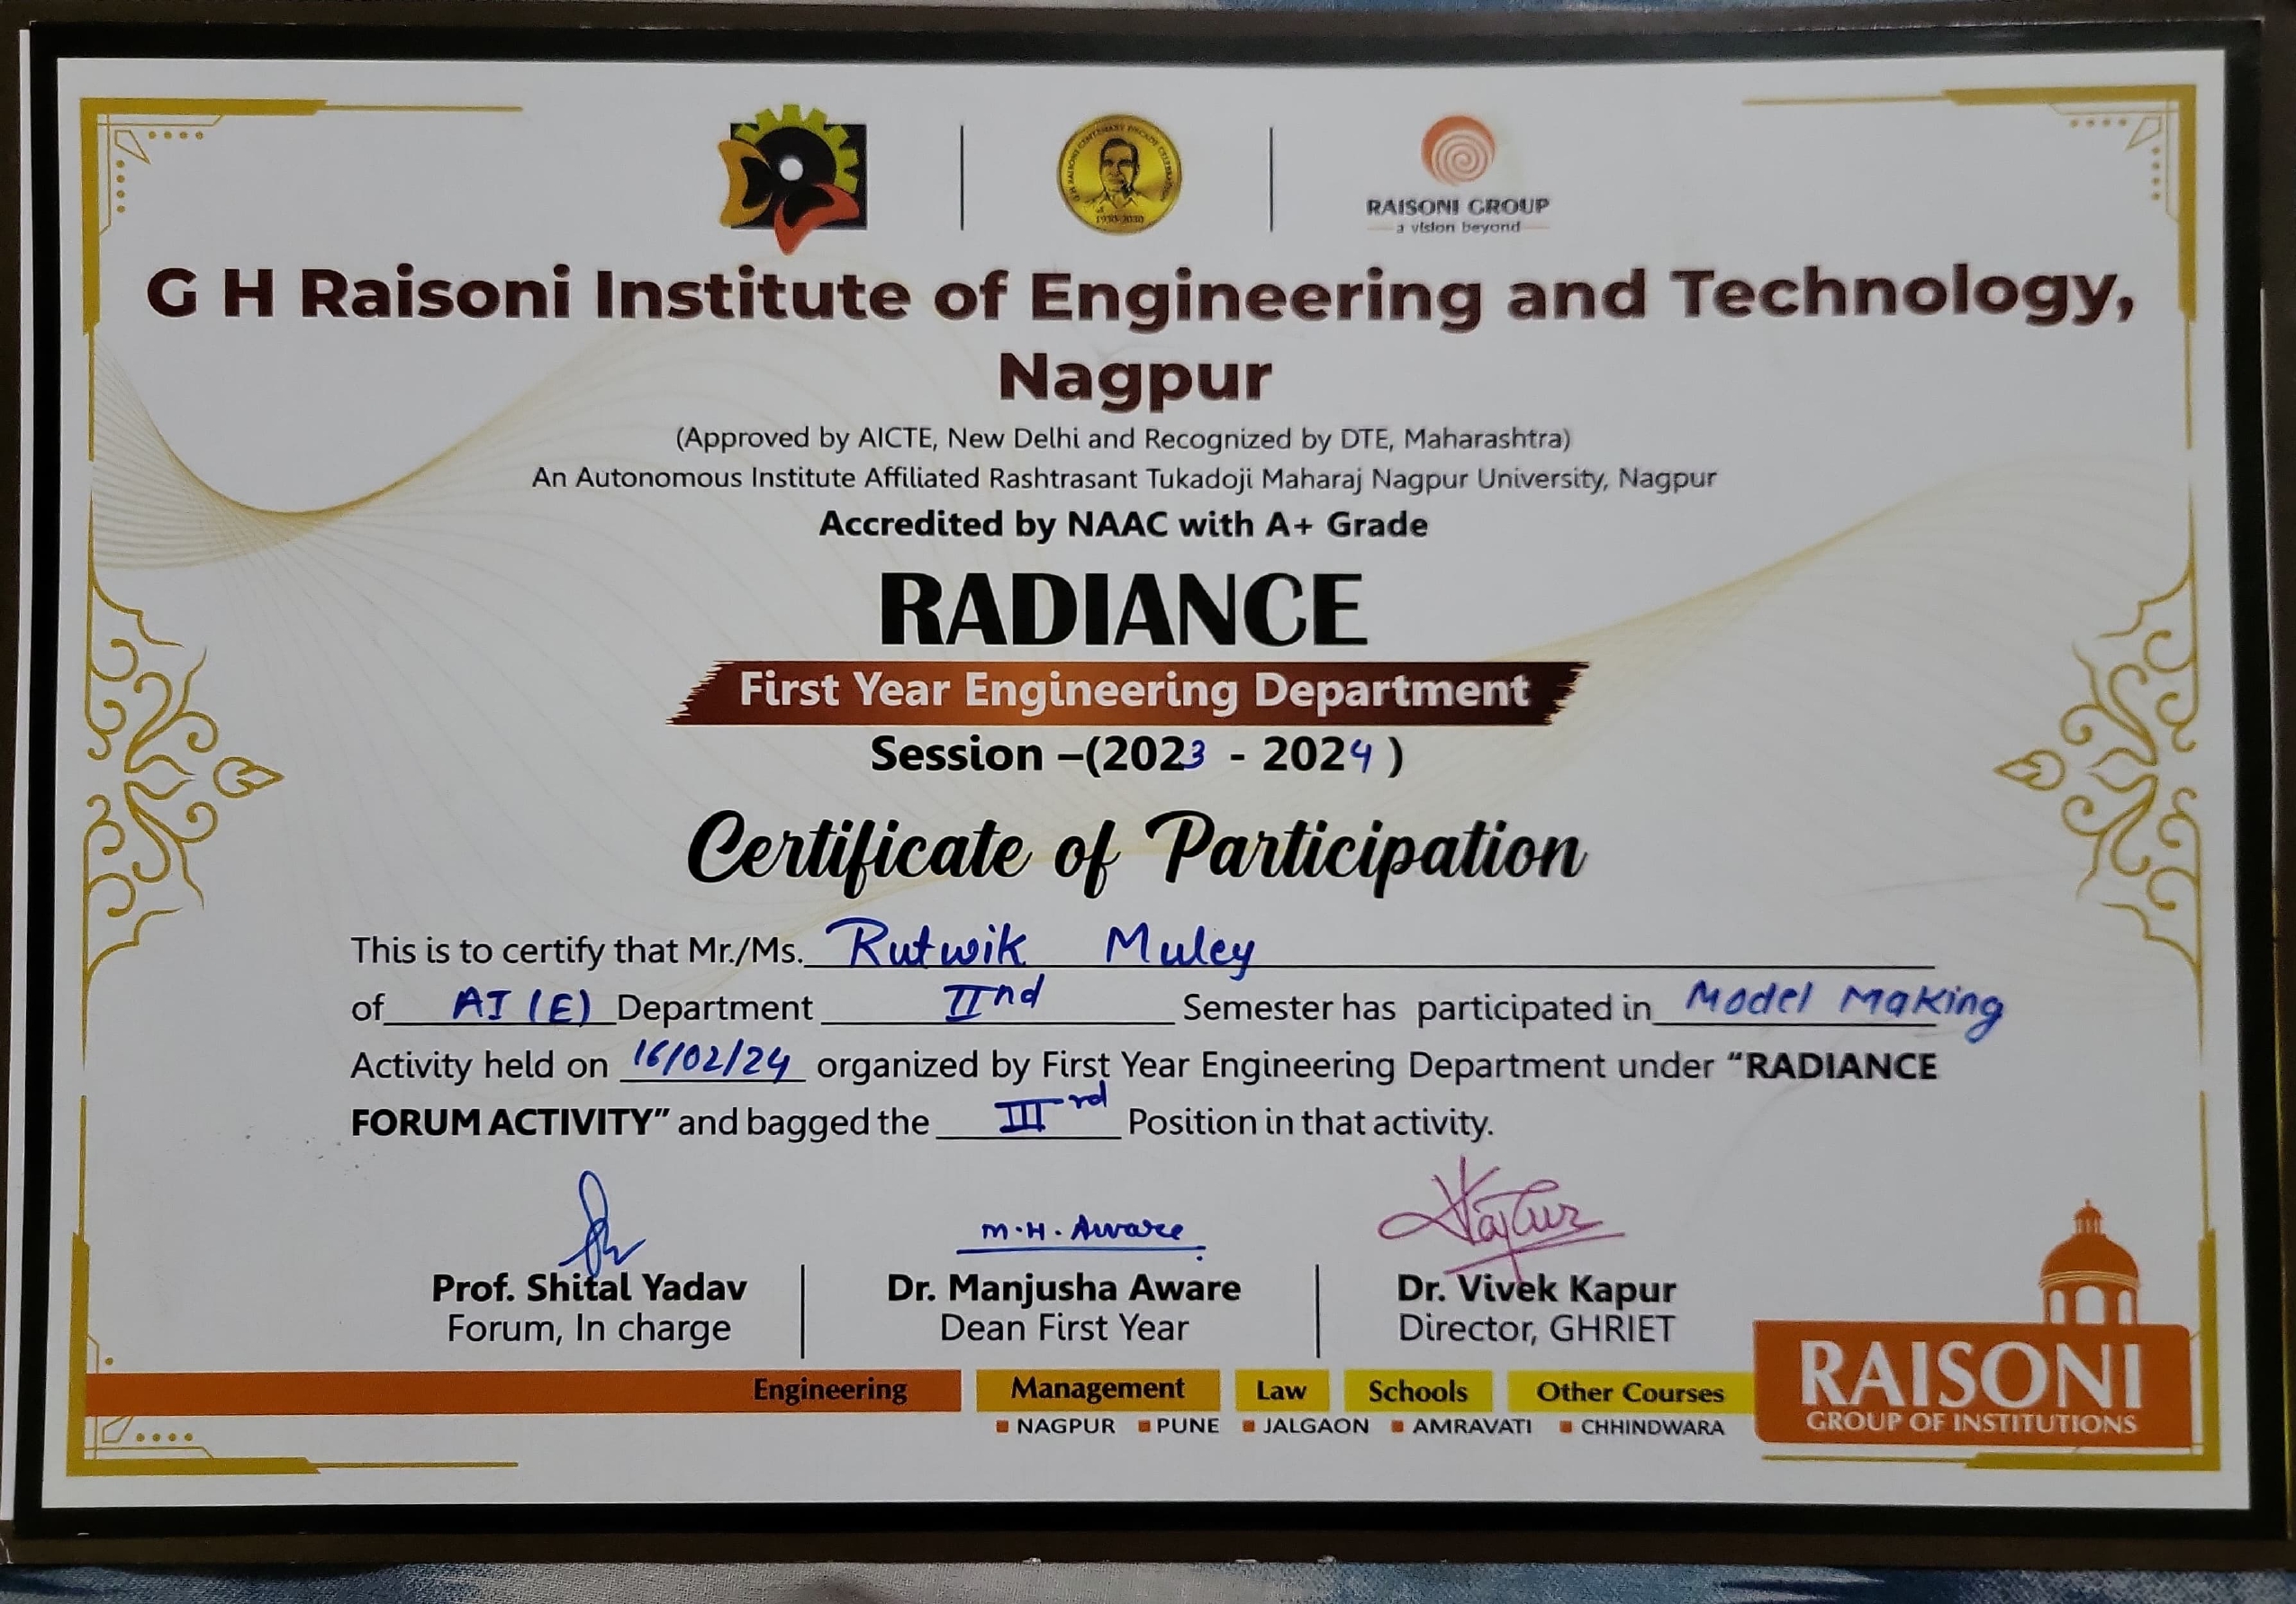 RAISONI GROUP
a vision beyond
G H Raisoni Institute of Engineering and Technology,
Nagpur
(Approved by AICTE, New Delhi and Recognized by DTE, Maharashtra)
An Autonomous Institute Affiliated Rashtrasant Tukadoji Maharaj Nagpur University, Nagpur
Accredited by NAAC with A+ Grade
RADIANCE
First Year Engineering Department
Session –(2023 - 2024 )
Certificate of Participation
This is to certify that Mr./Ms. Rutwik Muley
of AI (E) Department IInd Semester has participated in Model Making
Activity held on 16/02/24 organized by First Year Engineering Department under “RADIANCE
FORUM ACTIVITY” and bagged the IIIrd Position in that activity.
M.H. Aware
Prof. Shital Yadav
Forum, In charge
Dr. Manjusha Aware
Dean First Year
Dr. Vivek Kapur
Director, GHRIET
Engineering Management Law Schools Other Courses
NAGPUR PUNE JALGAON AMRAVATI CHHINDWARA
RAISONI
GROUP OF INSTITUTIONS